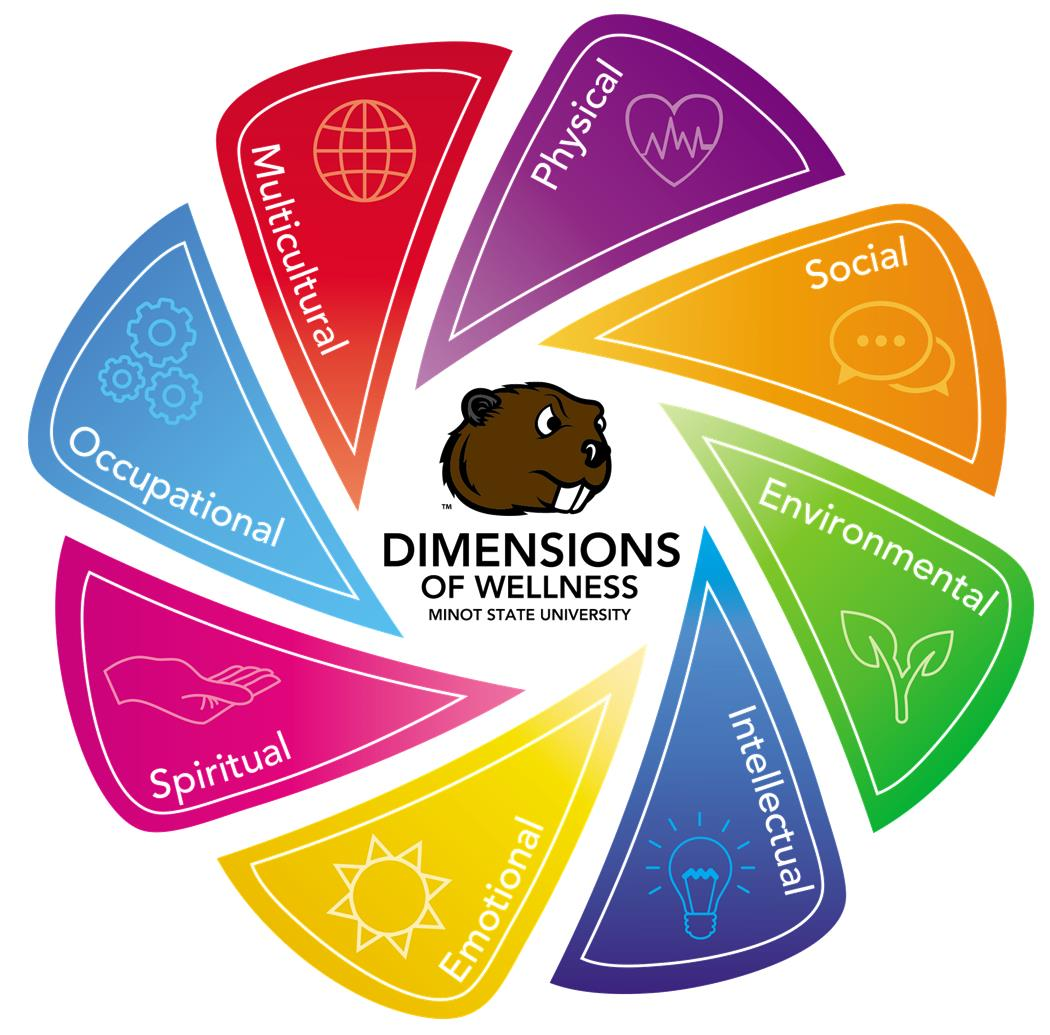 Physical
Social
Environmental
Intellectual
Emotional
Spiritual
Occupational
Multicultural
TM
DIMENSIONS
OF WELLNESS
MINOT STATE UNIVERSITY